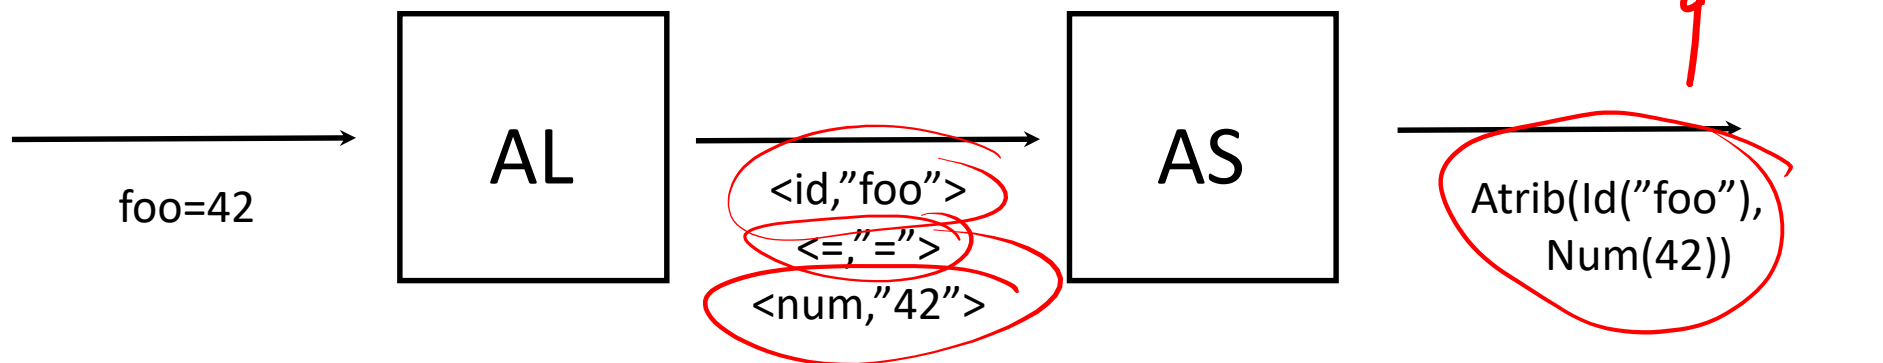 foo=42
AL
<id,”foo”>
<=,”=”>
<num,”42”>
AS
Atrib(Id(”foo”),
Num(42))